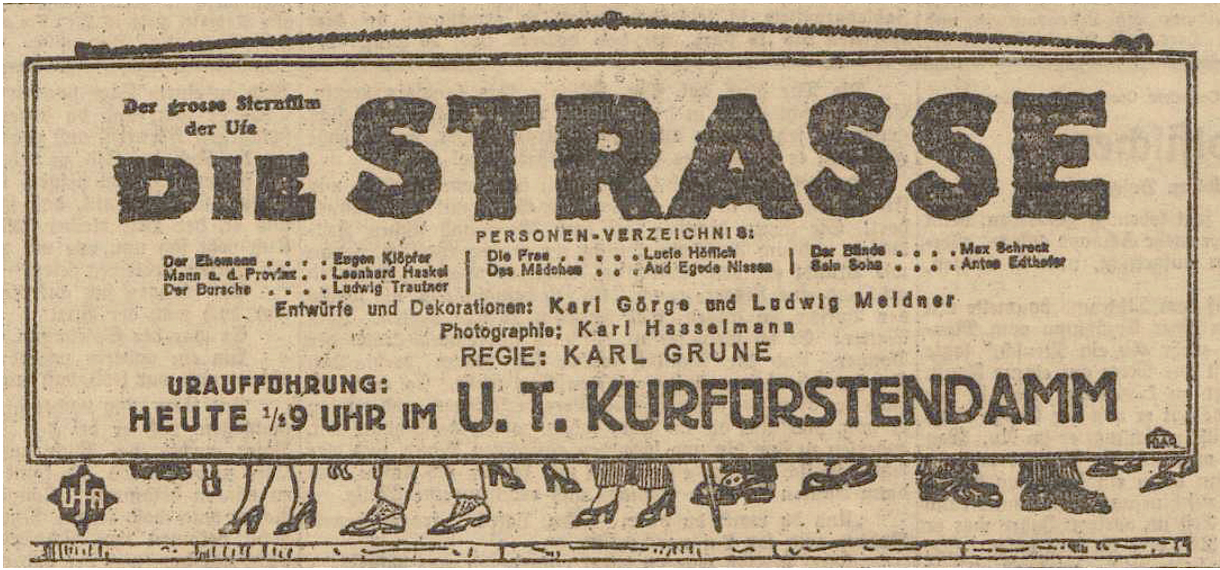 Der grosse Sternfilm
der Ufa
DIE STRASSE
PERSONEN-VERZEICHNIS:
Der Ehemann . . . . Eugen Klöpfer
Mann a. d. Provinz . . Leonhard Haskel
Der Bursche . . . . Ludwig Trautner
Die Frau . . . . . Lucie Höflich
Das Mädchen . . . Aud Egede Nissen
Der Blinde . . . . Max Schreck
Sein Sohn . . . . Anton Edthofer
Entwürfe und Dekorationen: Karl Görge und Ludwig Meidner
Photographie: Karl Hasselmann
REGIE: KARL GRUNE
URAUFFÜHRUNG:
HEUTE ½9 UHR IM U. T. KURFÜRSTENDAMM
UFA